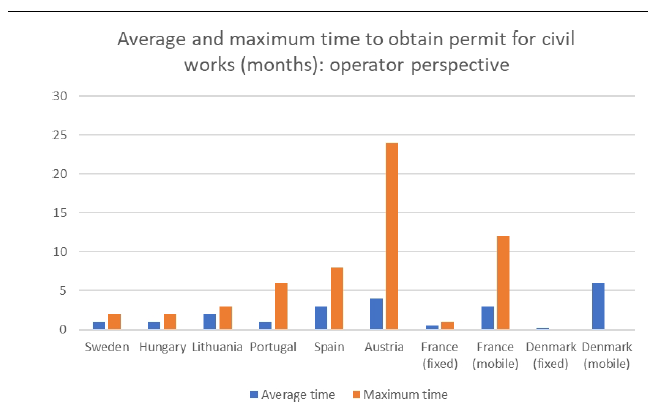 Average and maximum time to obtain permit for civil
works (months): operator perspective
30
25
20
15
10
5
0
Sweden Hungary Lithuania Portugal Spain Austria France France Denmark Denmark
(fixed) (mobile) (fixed) (mobile)
Average time Maximum time